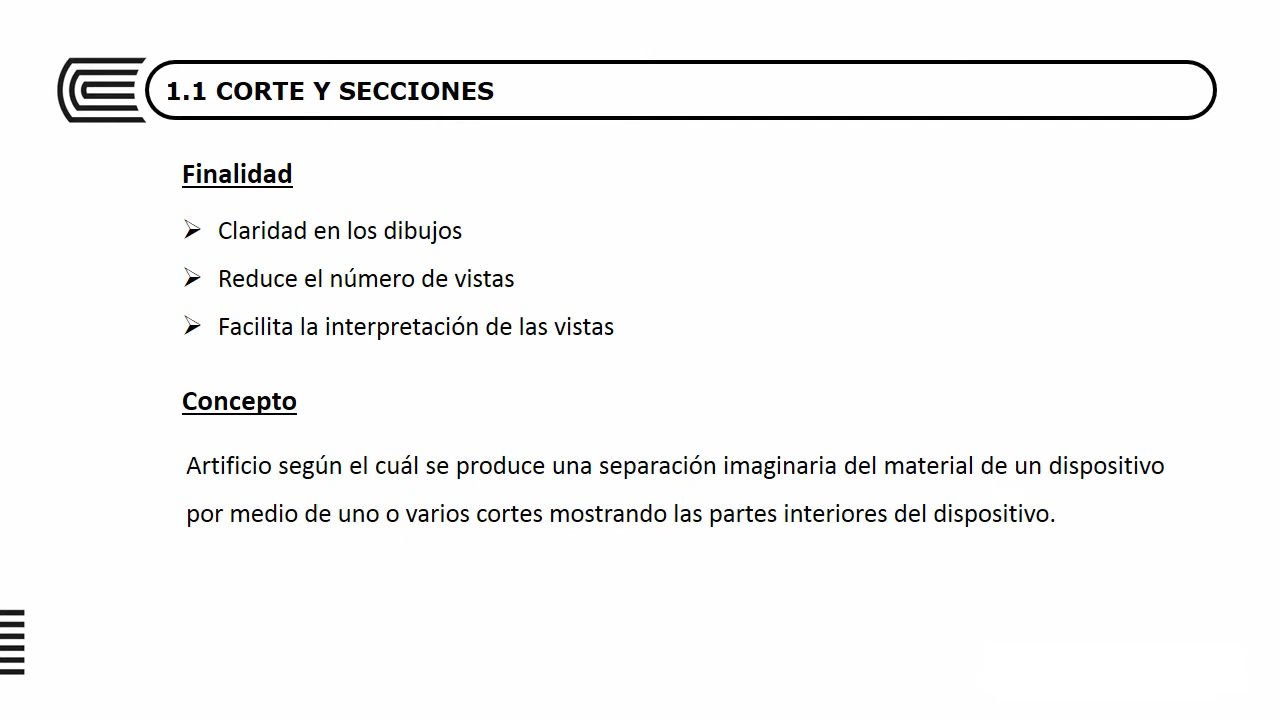 1.1 CORTE Y SECCIONES
Finalidad
Claridad en los dibujos
Reduce el número de vistas
Facilita la interpretación de las vistas
Concepto
Artificio según el cuál se produce una separación imaginaria del material de un dispositivo
por medio de uno o varios cortes mostrando las partes interiores del dispositivo.